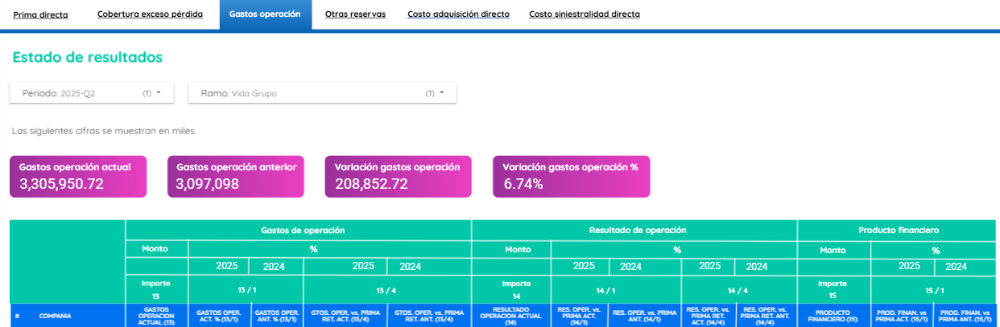 Prima directa Cobertura exceso pérdida Gastos operación Otras reservas Costo adquisición directo Costo siniestralidad directa
Estado de resultados
Periodo: 2025-Q2 (1) Ramo: Vida Grupo (1)
Las siguientes cifras se muestran en miles.
Gastos operación actual Gastos operación anterior Variación gastos operación Variación gastos operación %
3,305,950.72 3,097,098 208,852.72 6.74%
Gastos de operación Resultado de operación Producto financiero
Monto % Monto % Monto %
2025 2024 2025 2024 2025 2024 2025 2024 2025 2024
Importe 13 / 1 13 / 4 Importe 14 / 1 14 / 4 Importe 15 / 1
13 14 15
# COMPAÑIA GASTOS OPERACION ACTUAL (13) GASTOS OPER. ACT. % (13/1) GASTOS OPER. ANT. % (13/1) GTOS. OPER. vs. PRIMA RET. ACT. (13/4) GTOS. OPER. vs. PRIMA RET. ANT. (13/4) RESULTADO OPERACION ACTUAL (14) RES. OPER. vs. PRIMA ACT. (14/1) RES. OPER. vs. PRIMA ANT. (14/1) RES. OPER. vs. PRIMA RET. ACT. (14/4) RES. OPER. vs. PRIMA RET. ANT. (14/4) PRODUCTO FINANCIERO (15) PROD. FINAN. vs PRIMA ACT. (15/1) PROD. FINAN. vs PRIMA ANT. (15/1)